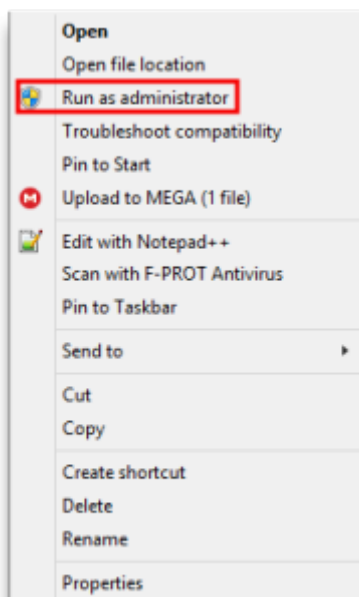 Open
Open file location
Run as administrator
Troubleshoot compatibility
Pin to Start
Upload to MEGA (1 file)
Edit with Notepad++
Scan with F-PROT Antivirus
Pin to Taskbar
Send to
Cut
Copy
Create shortcut
Delete
Rename
Properties